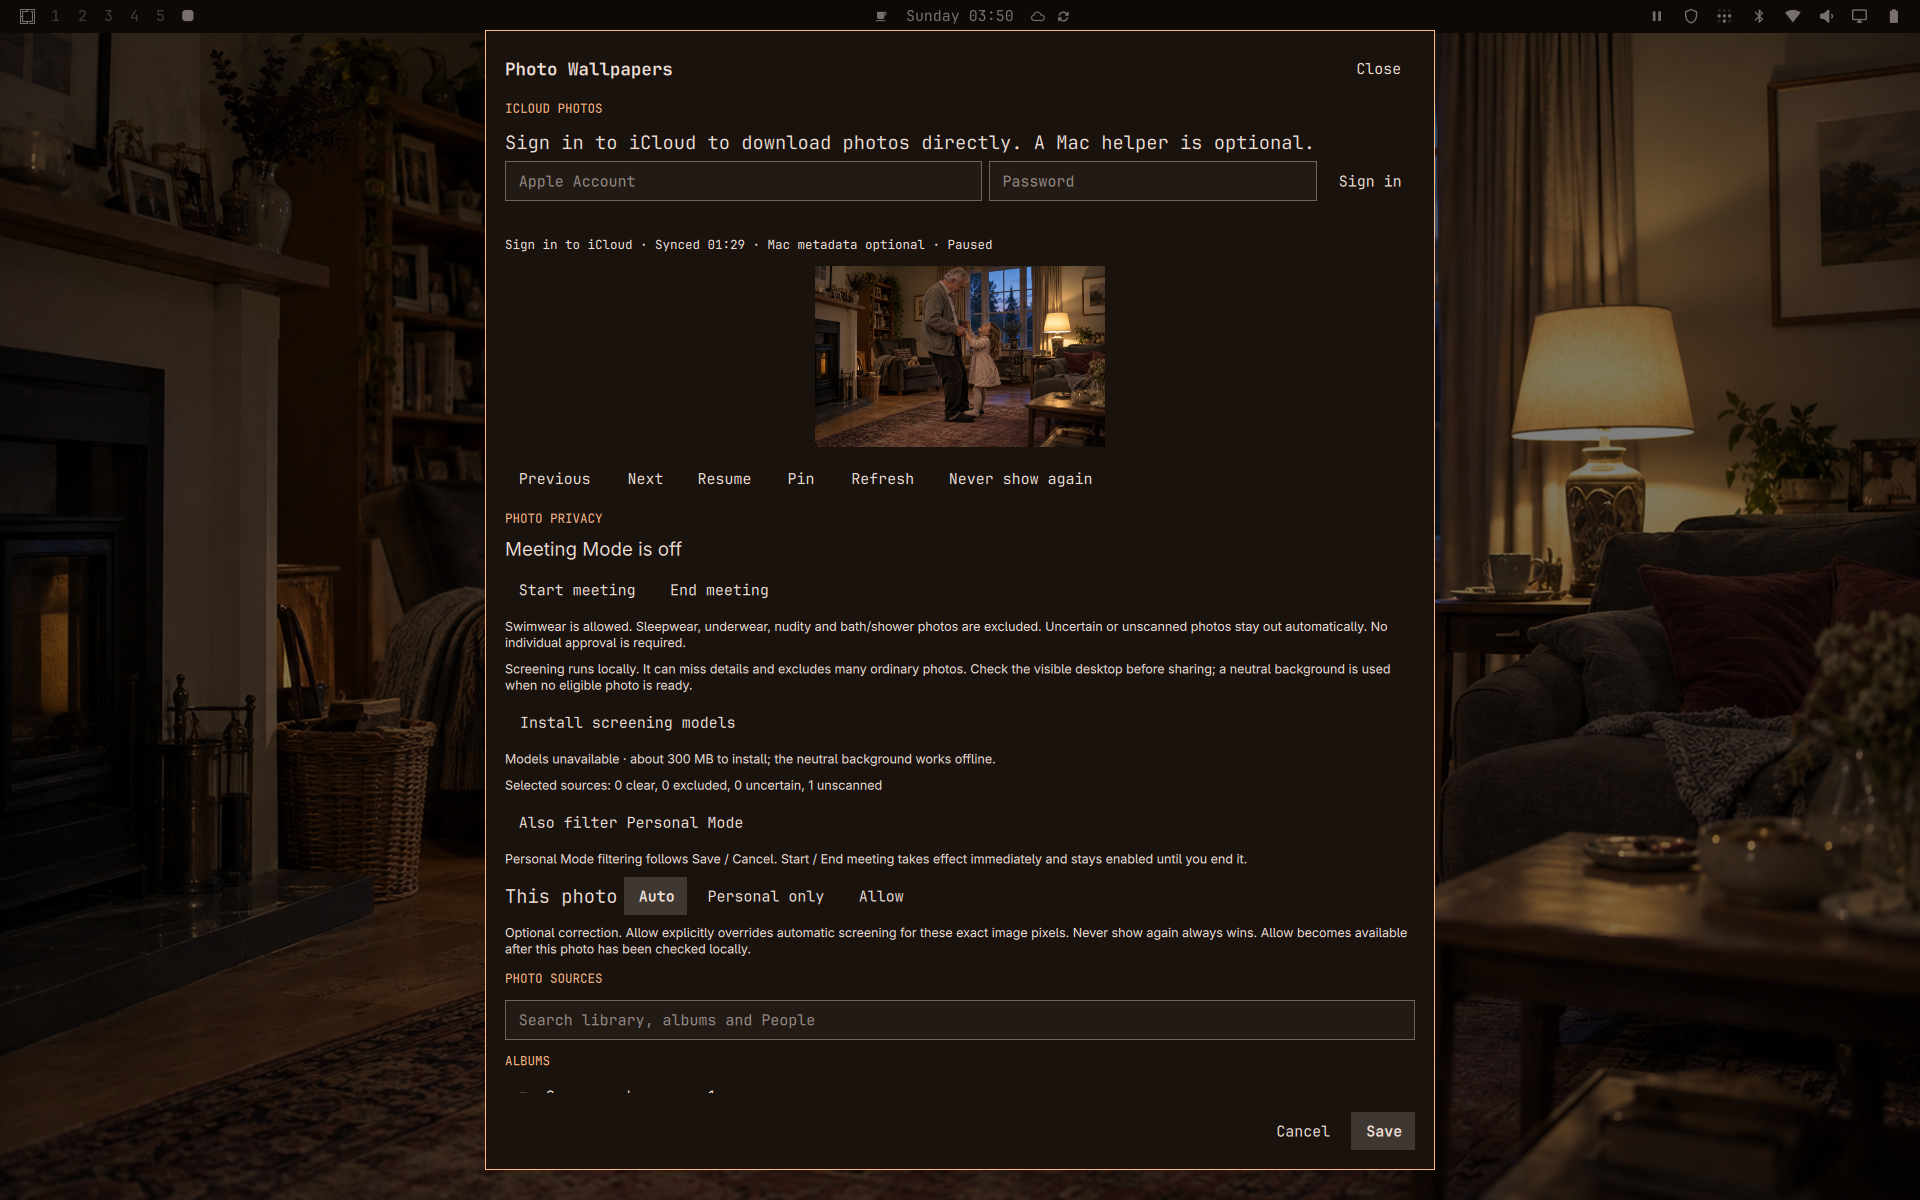 1 2 3 4 5
Sunday 03:50
Photo Wallpapers
Close
ICLOUD PHOTOS
Sign in to iCloud to download photos directly. A Mac helper is optional.
Apple Account
Password
Sign in
Sign in to iCloud · Synced 01:29 · Mac metadata optional · Paused
Previous Next Resume Pin Refresh Never show again
PHOTO PRIVACY
Meeting Mode is off
Start meeting End meeting
Swimwear is allowed. Sleepwear, underwear, nudity and bath/shower photos are excluded. Uncertain or unscanned photos stay out automatically. No
individual approval is required.
Screening runs locally. It can miss details and excludes many ordinary photos. Check the visible desktop before sharing; a neutral background is used
when no eligible photo is ready.
Install screening models
Models unavailable · about 300 MB to install; the neutral background works offline.
Selected sources: 0 clear, 0 excluded, 0 uncertain, 1 unscanned
Also filter Personal Mode
Personal Mode filtering follows Save / Cancel. Start / End meeting takes effect immediately and stays enabled until you end it.
This photo Auto Personal only Allow
Optional correction. Allow explicitly overrides automatic screening for these exact image pixels. Never show again always wins. Allow becomes available
after this photo has been checked locally.
PHOTO SOURCES
Search library, albums and People
ALBUMS
Cancel Save